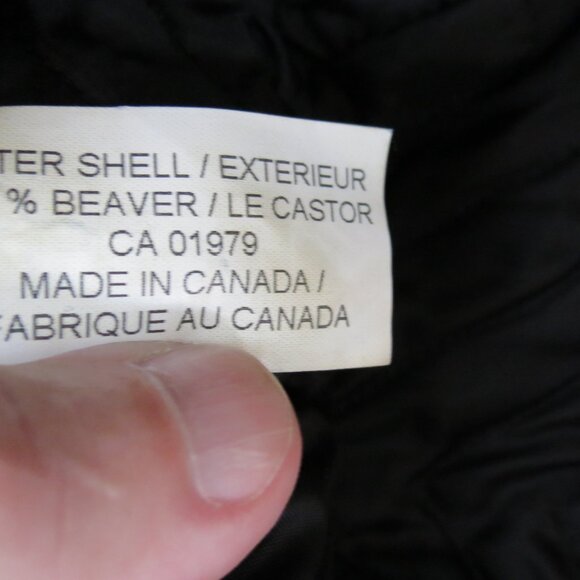 TER SHELL / EXTERIEUR
% BEAVER / LE CASTOR
CA 01979
MADE IN CANADA /
FABRIQUE AU CANADA